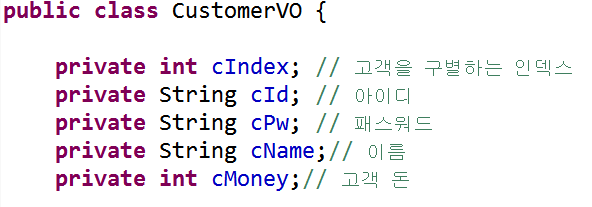 public class CustomerVO {
private int cIndex; // 고객을 구별하는 인덱스
private String cId; // 아이디
private String cPw; // 패스워드
private String cName;// 이름
private int cMoney;// 고객 돈